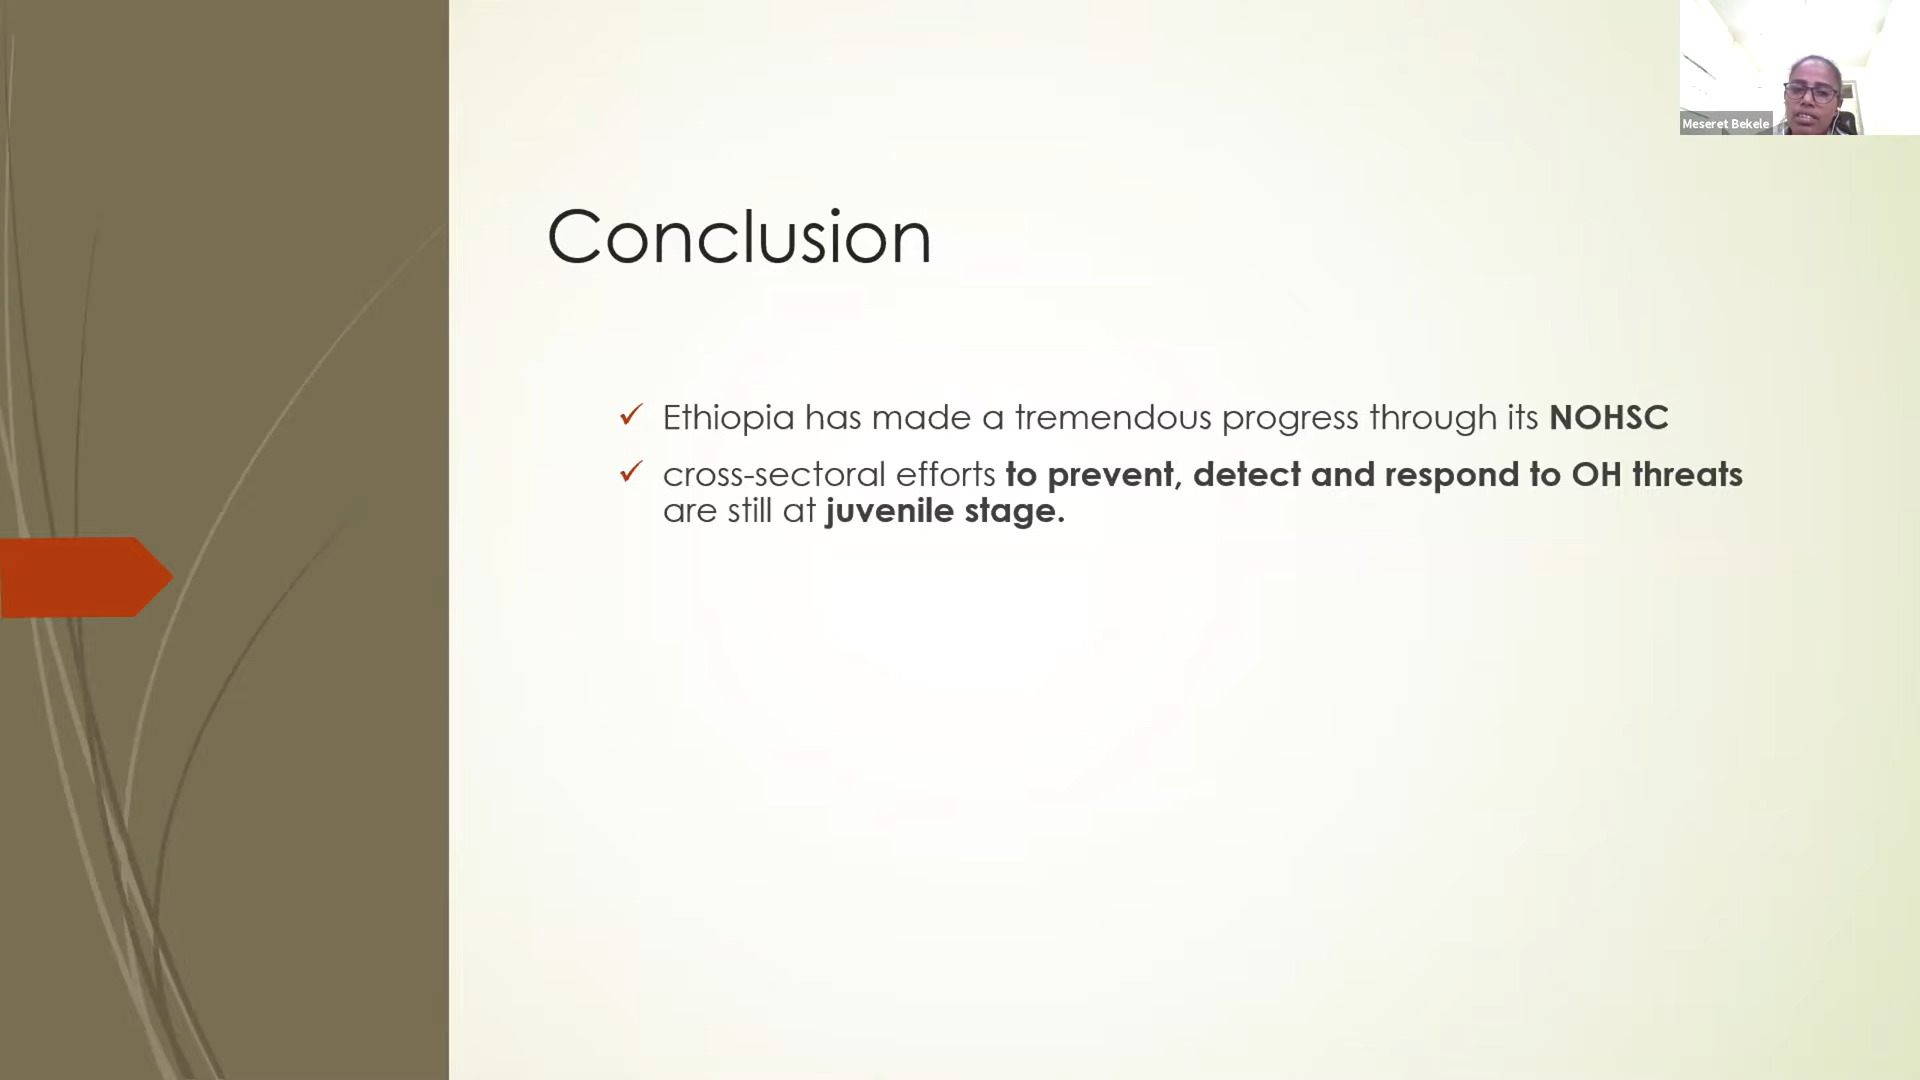 Meseret Bekele
Conclusion
✓ Ethiopia has made a tremendous progress through its NOHSC
✓ cross-sectoral efforts to prevent, detect and respond to OH threats
are still at juvenile stage.